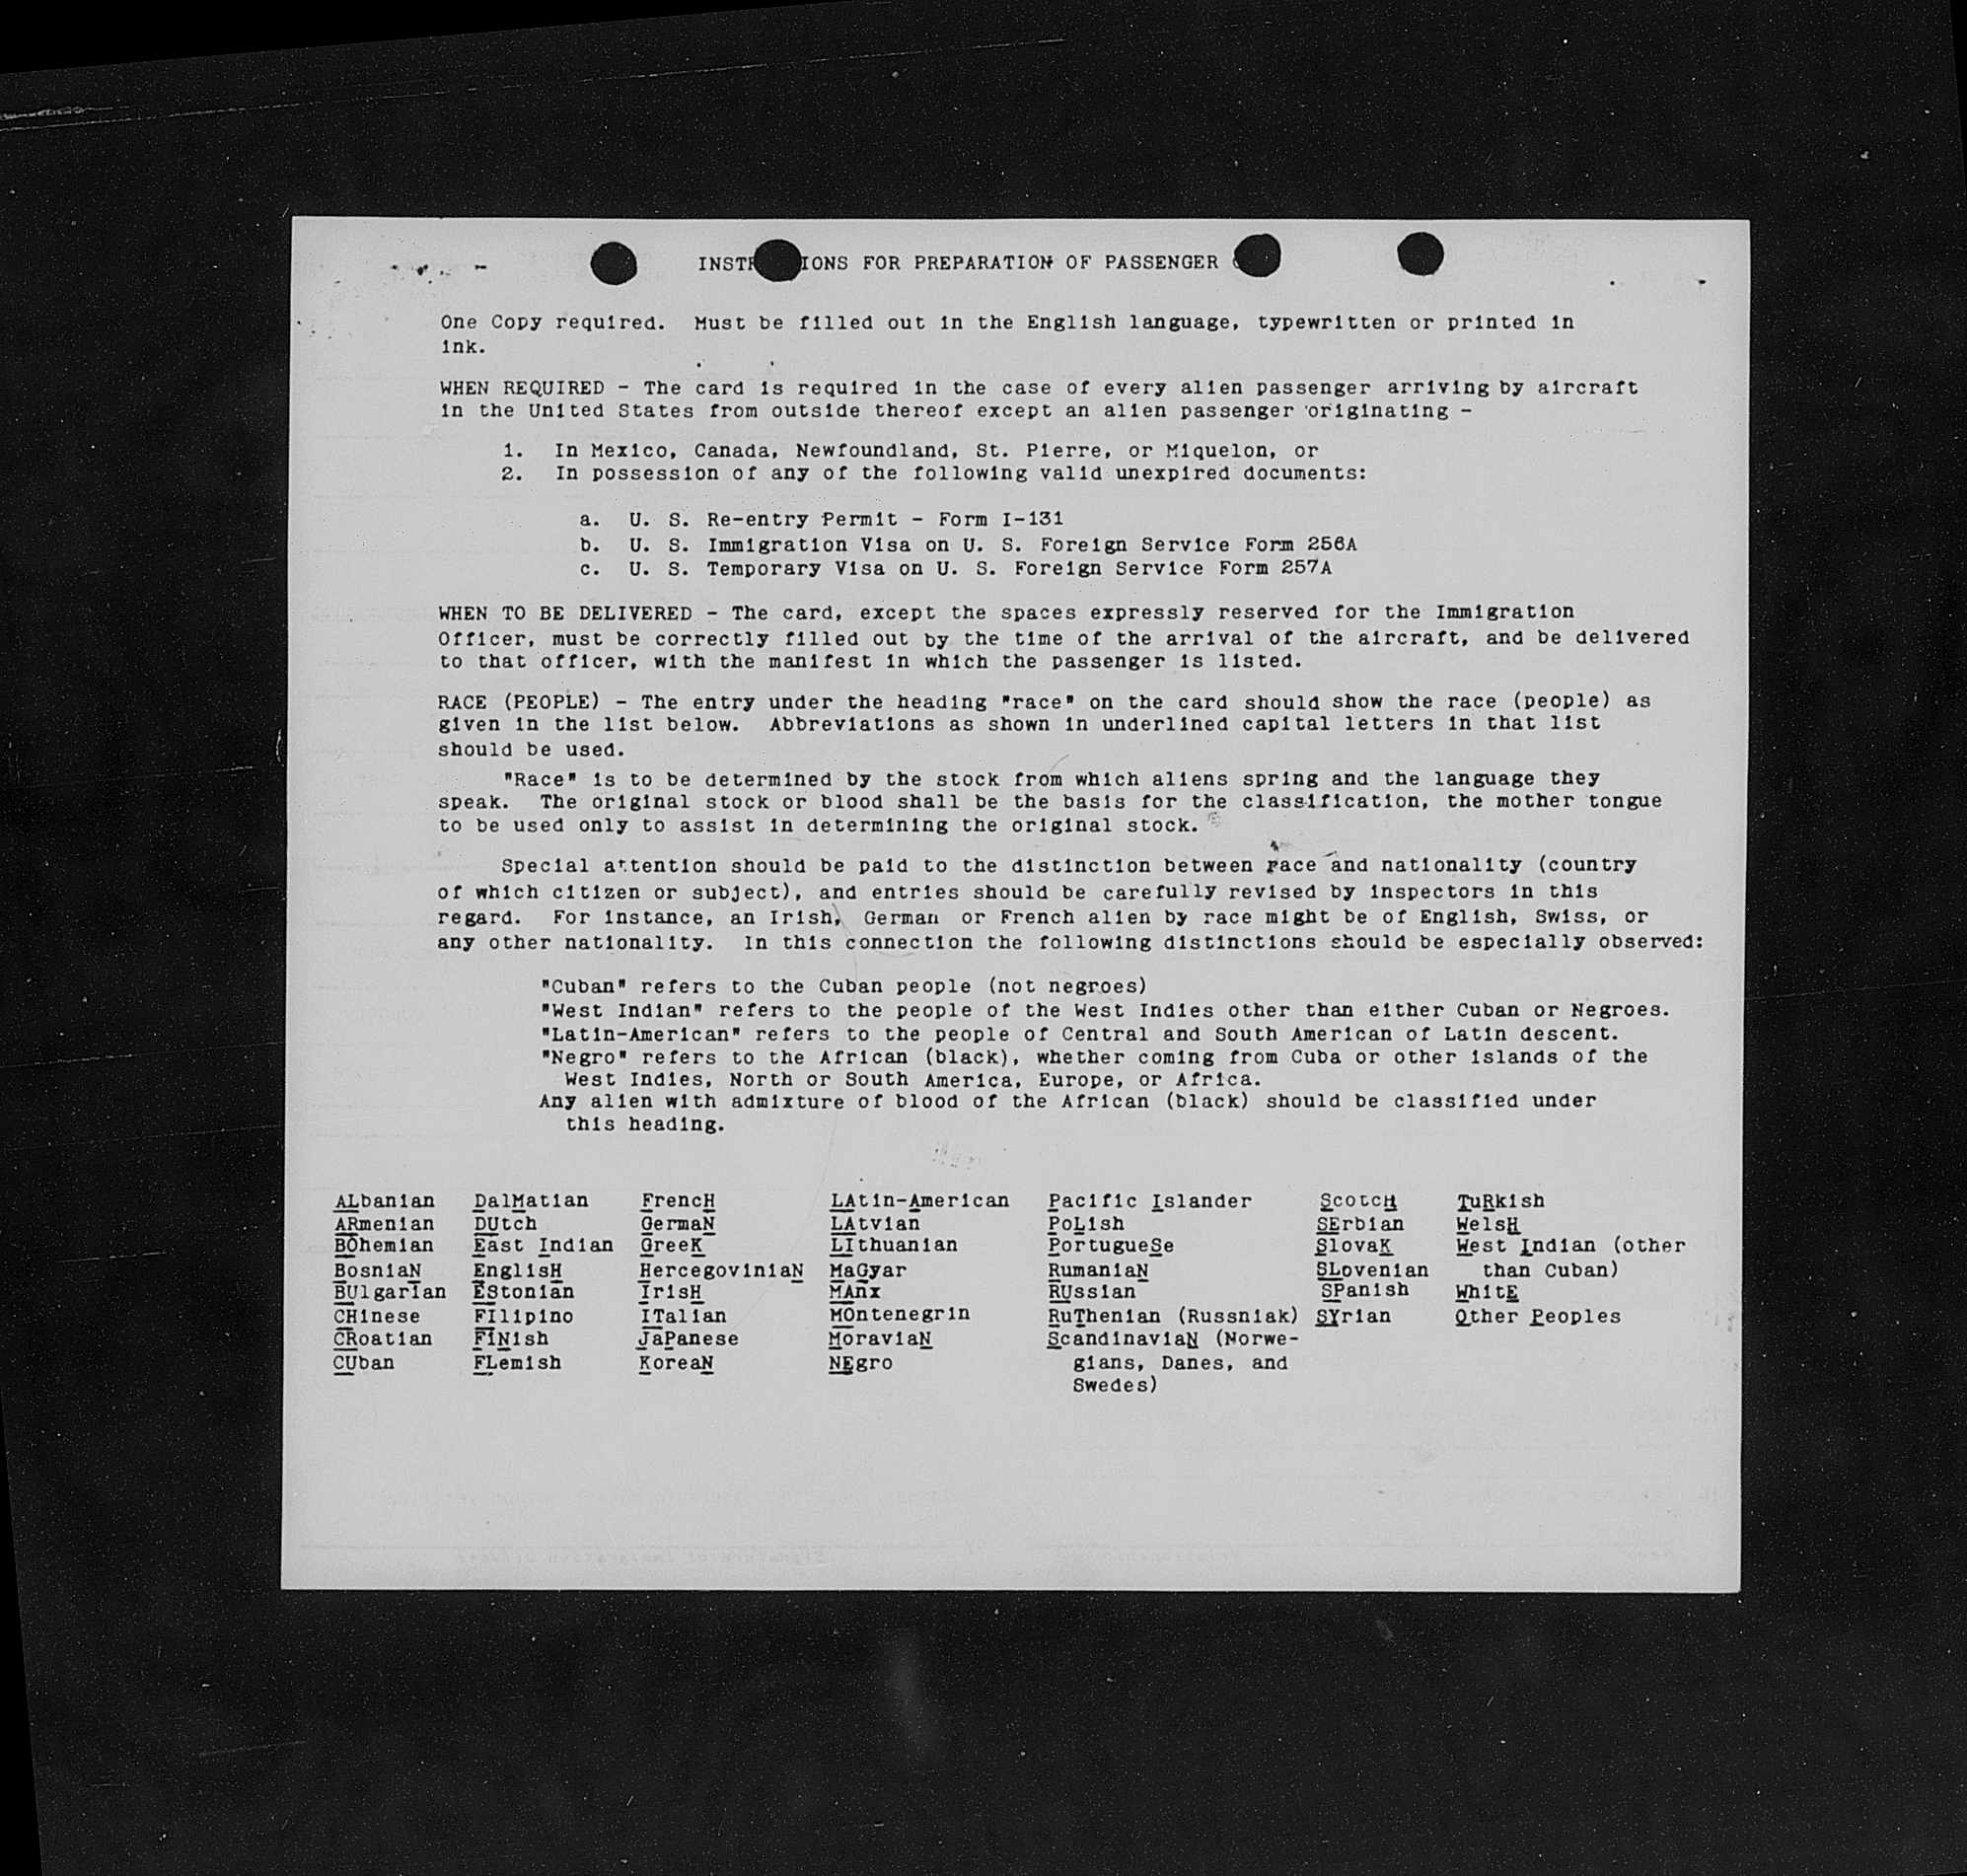 INSTR IONS FOR PREPARATION OF PASSENGER
One Copy required. Must be filled out in the English language, typewritten or printed in
ink.
WHEN REQUIRED - The card is required in the case of every alien passenger arriving by aircraft
in the United States from outside thereof except an alien passenger originating -
1. In Mexico, Canada, Newfoundland, St. Pierre, or Miquelon, or
2. In possession of any of the following valid unexpired documents:
a. U. S. Re-entry Permit - Form I-131
b. U. S. Immigration Visa on U. S. Foreign Service Form 256A
c. U. S. Temporary Visa on U. S. Foreign Service Form 257A
WHEN TO BE DELIVERED - The card, except the spaces expressly reserved for the Immigration
Officer, must be correctly filled out by the time of the arrival of the aircraft, and be delivered
to that officer, with the manifest in which the passenger is listed.
RACE (PEOPLE) - The entry under the heading "race" on the card should show the race (people) as
given in the list below. Abbreviations as shown in underlined capital letters in that list
should be used.
"Race" is to be determined by the stock from which aliens spring and the language they
speak. The original stock or blood shall be the basis for the classification, the mother tongue
to be used only to assist in determining the original stock.
Special attention should be paid to the distinction between race and nationality (country
of which citizen or subject), and entries should be carefully revised by inspectors in this
regard. For instance, an Irish, German or French alien by race might be of English, Swiss, or
any other nationality. In this connection the following distinctions should be especially observed:
"Cuban" refers to the Cuban people (not negroes)
"West Indian" refers to the people of the West Indies other than either Cuban or Negroes.
"Latin-American" refers to the people of Central and South American of Latin descent.
"Negro" refers to the African (black), whether coming from Cuba or other islands of the
West Indies, North or South America, Europe, or Africa.
Any alien with admixture of blood of the African (black) should be classified under
this heading.
ALbanian DalMatian FrencH LAtin-American Pacific Islander ScotcH TuRkish
ARmenian DUtch GermaN LAtvian PoLish SErbian WelsH
BOhemian East Indian GreeK LIthuanian PortugueSe SlovaK West Indian (other
BosniaN EnglisH HercegoviniaN MaGyar RumaniaN SLovenian than Cuban)
BUlgarian EStonian IrisH MAnx RUssian SPanish WhitE
CHinese FIlipino ITalian MOntenegrin RuThenian (Russniak) SYrian Other Peoples
CRoatian FiNish JaPanese MoraviaN ScandinaviaN (Norwe-
CUban FLemish KoreaN NEgro gians, Danes, and
Swedes)